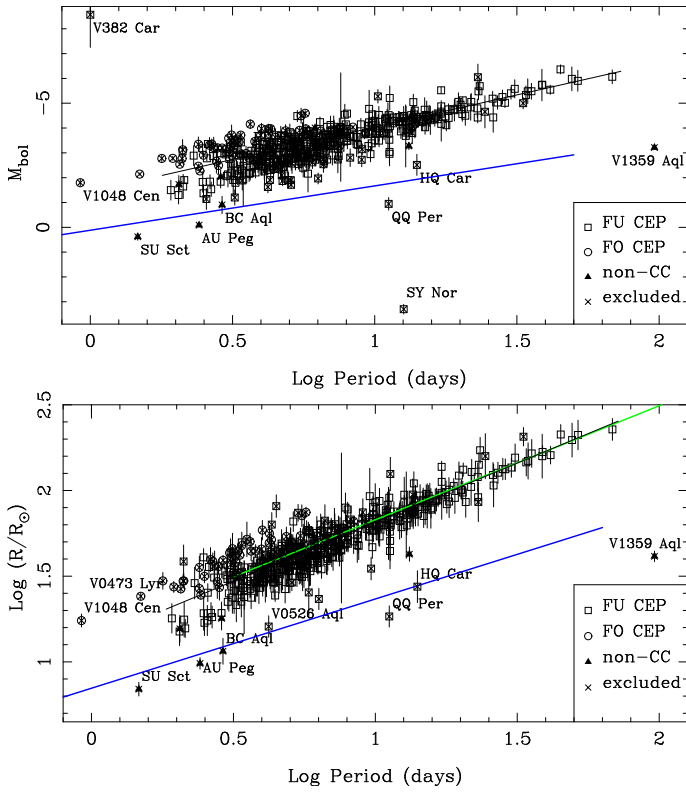 V382 Car
-5
M_bol
V1359 Aql
V1048 Cen
HQ Car
BC Aql
QQ Per
0
SU Sct
AU Peg
SY Nor
FU CEP
FO CEP
non-CC
excluded
0 0.5 1 1.5 2
Log Period (days)
2.5
2
Log (R/R☉)
1.5
1
V1359 Aql
V0473 Lyr
HQ Car
V1048 Cen
V0526 Aql
QQ Per
BC Aql
SU Sct
AU Peg
FU CEP
FO CEP
non-CC
excluded
0 0.5 1 1.5 2
Log Period (days)